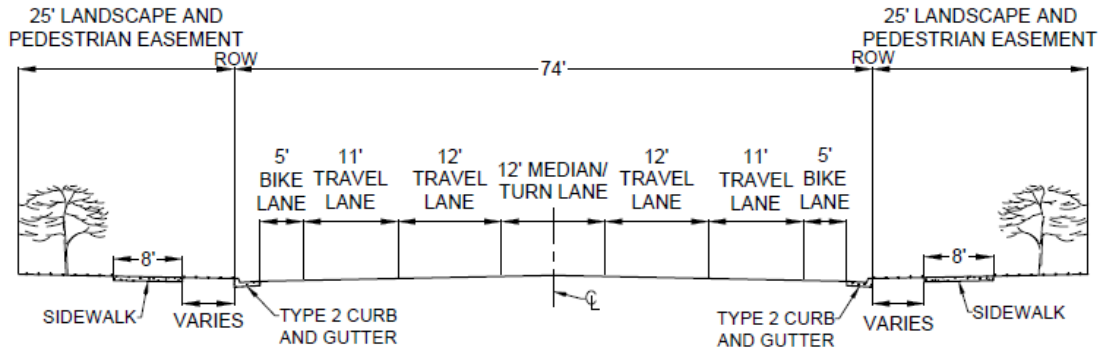 25' LANDSCAPE AND
PEDESTRIAN EASEMENT
ROW
74'
ROW
25' LANDSCAPE AND
PEDESTRIAN EASEMENT
5'
BIKE
LANE
11'
TRAVEL
LANE
12'
TRAVEL
LANE
12' MEDIAN/
TURN LANE
12'
TRAVEL
LANE
11'
TRAVEL
LANE
5'
BIKE
LANE
8'
SIDEWALK
VARIES
TYPE 2 CURB
AND GUTTER
CL
TYPE 2 CURB
AND GUTTER
VARIES
8'
SIDEWALK